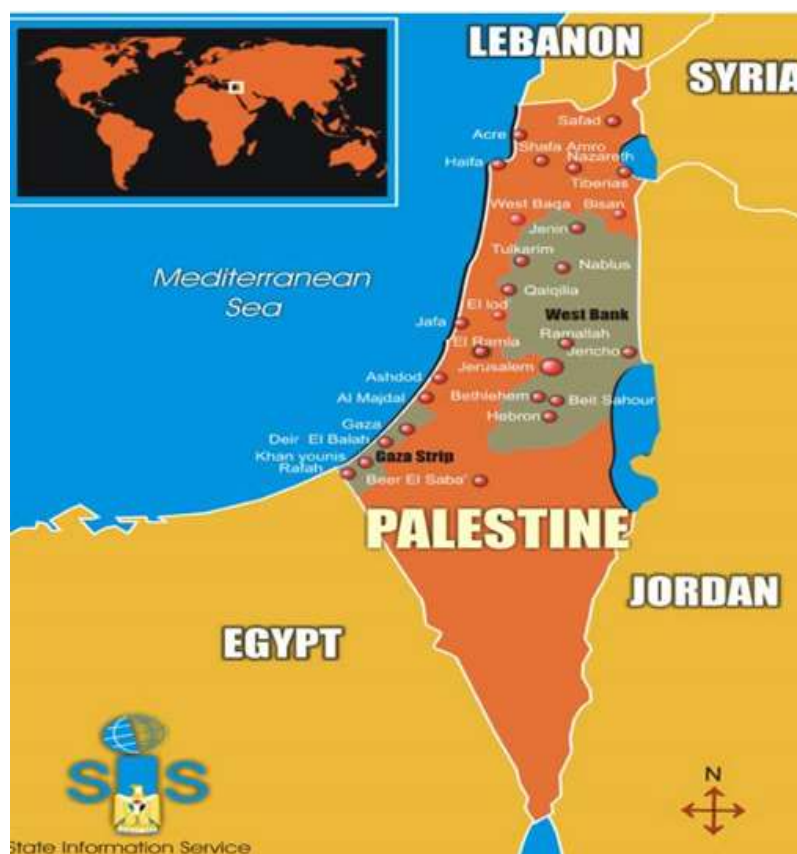 LEBANON
SYRIA
Safad
Acre
Shafa Amro
Nazareth
Haifa
Tiberias
West Baqa
Bisan
Jenin
Mediterranean
Sea
Tulkarim
Nablus
Qaiqilia
El lod
West Bank
Jafa
Ramallah
El Ramla
Jencho
Jerusalem
Ashdod
Al Majdal
Bethlehem
Beit Sahour
Hebron
Gaza
Deir El Balah
Khan younis
Gaza Strip
Rafah
Beer El Saba'
PALESTINE
JORDAN
EGYPT
SIS
N
State Information Service